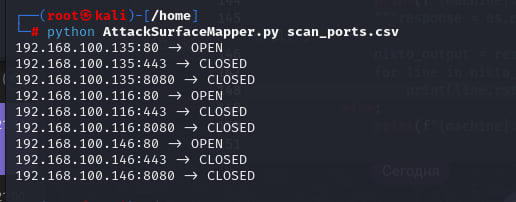 ┌──(root㉿kali)-[/home]
└─# python AttackSurfaceMapper.py scan_ports.csv
192.168.100.135:80 → OPEN
192.168.100.135:443 → CLOSED
192.168.100.135:8080 → CLOSED
192.168.100.116:80 → OPEN
192.168.100.116:443 → CLOSED
192.168.100.116:8080 → CLOSED
192.168.100.146:80 → OPEN
192.168.100.146:443 → CLOSED
192.168.100.146:8080 → CLOSED
Сегодня